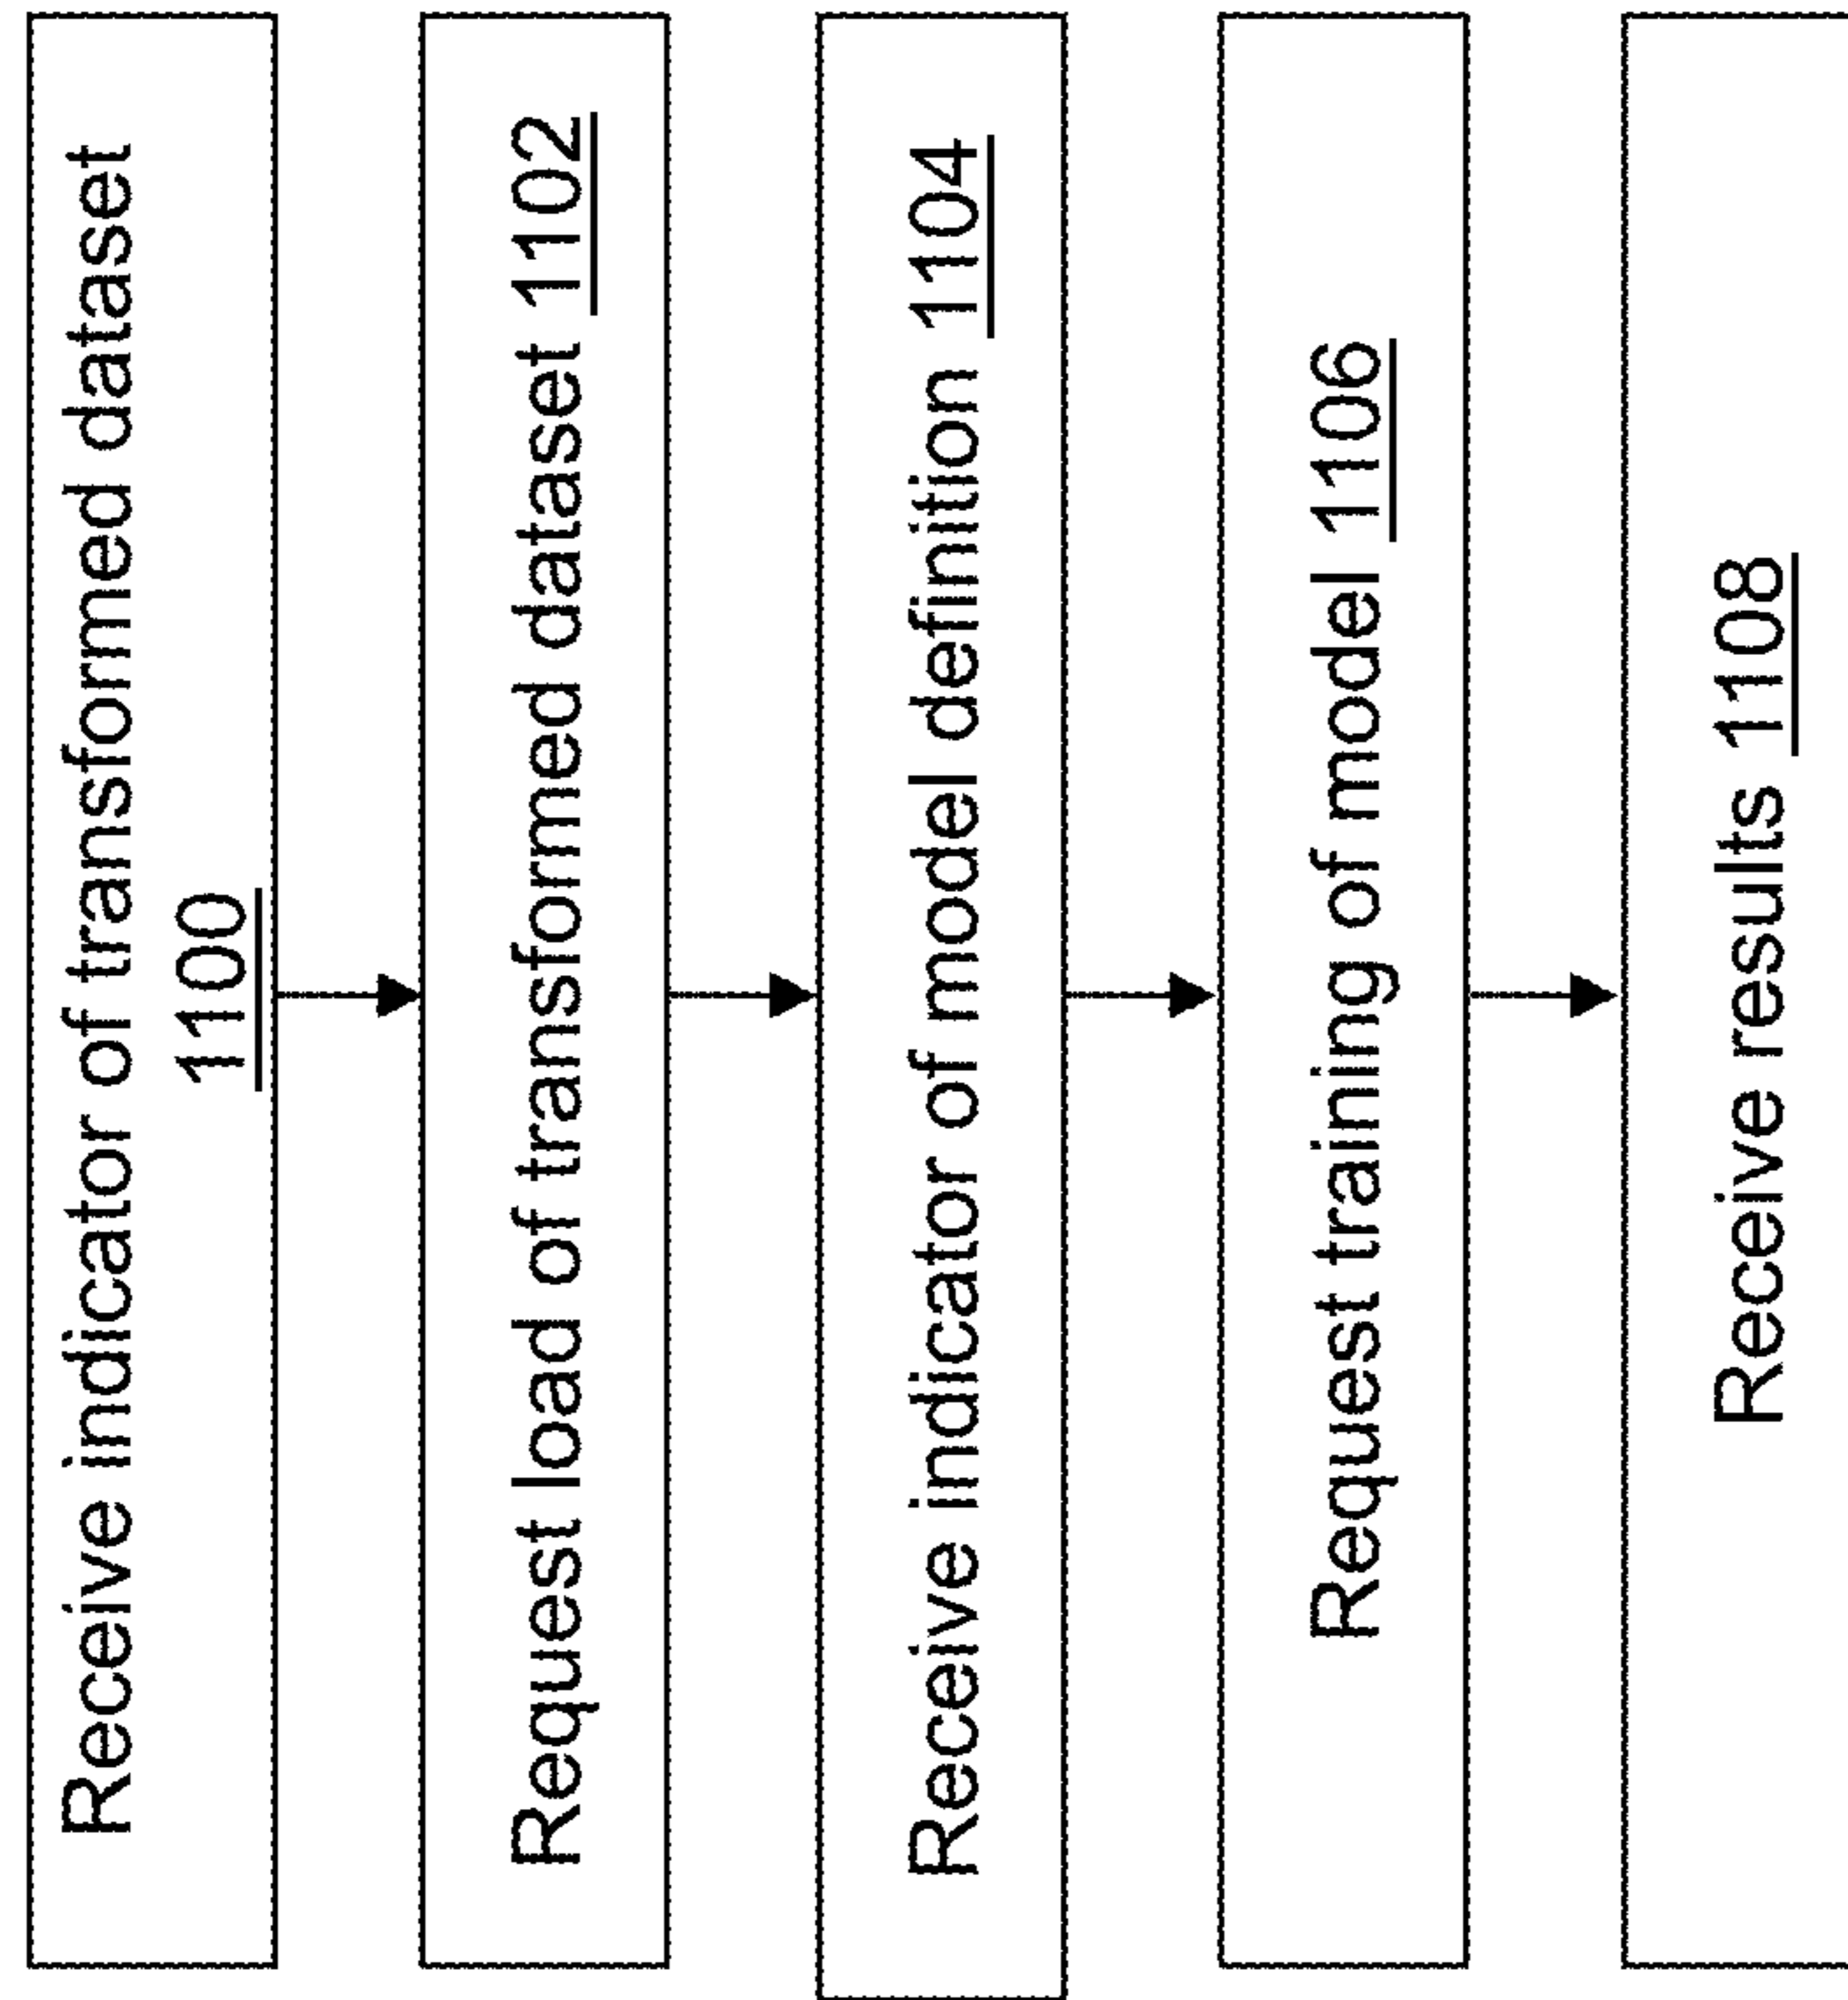 Receive indicator of transformed dataset
1100
Request load of transformed dataset 1102
Receive indicator of model definition 1104
Request training of model 1106
Receive results 1108